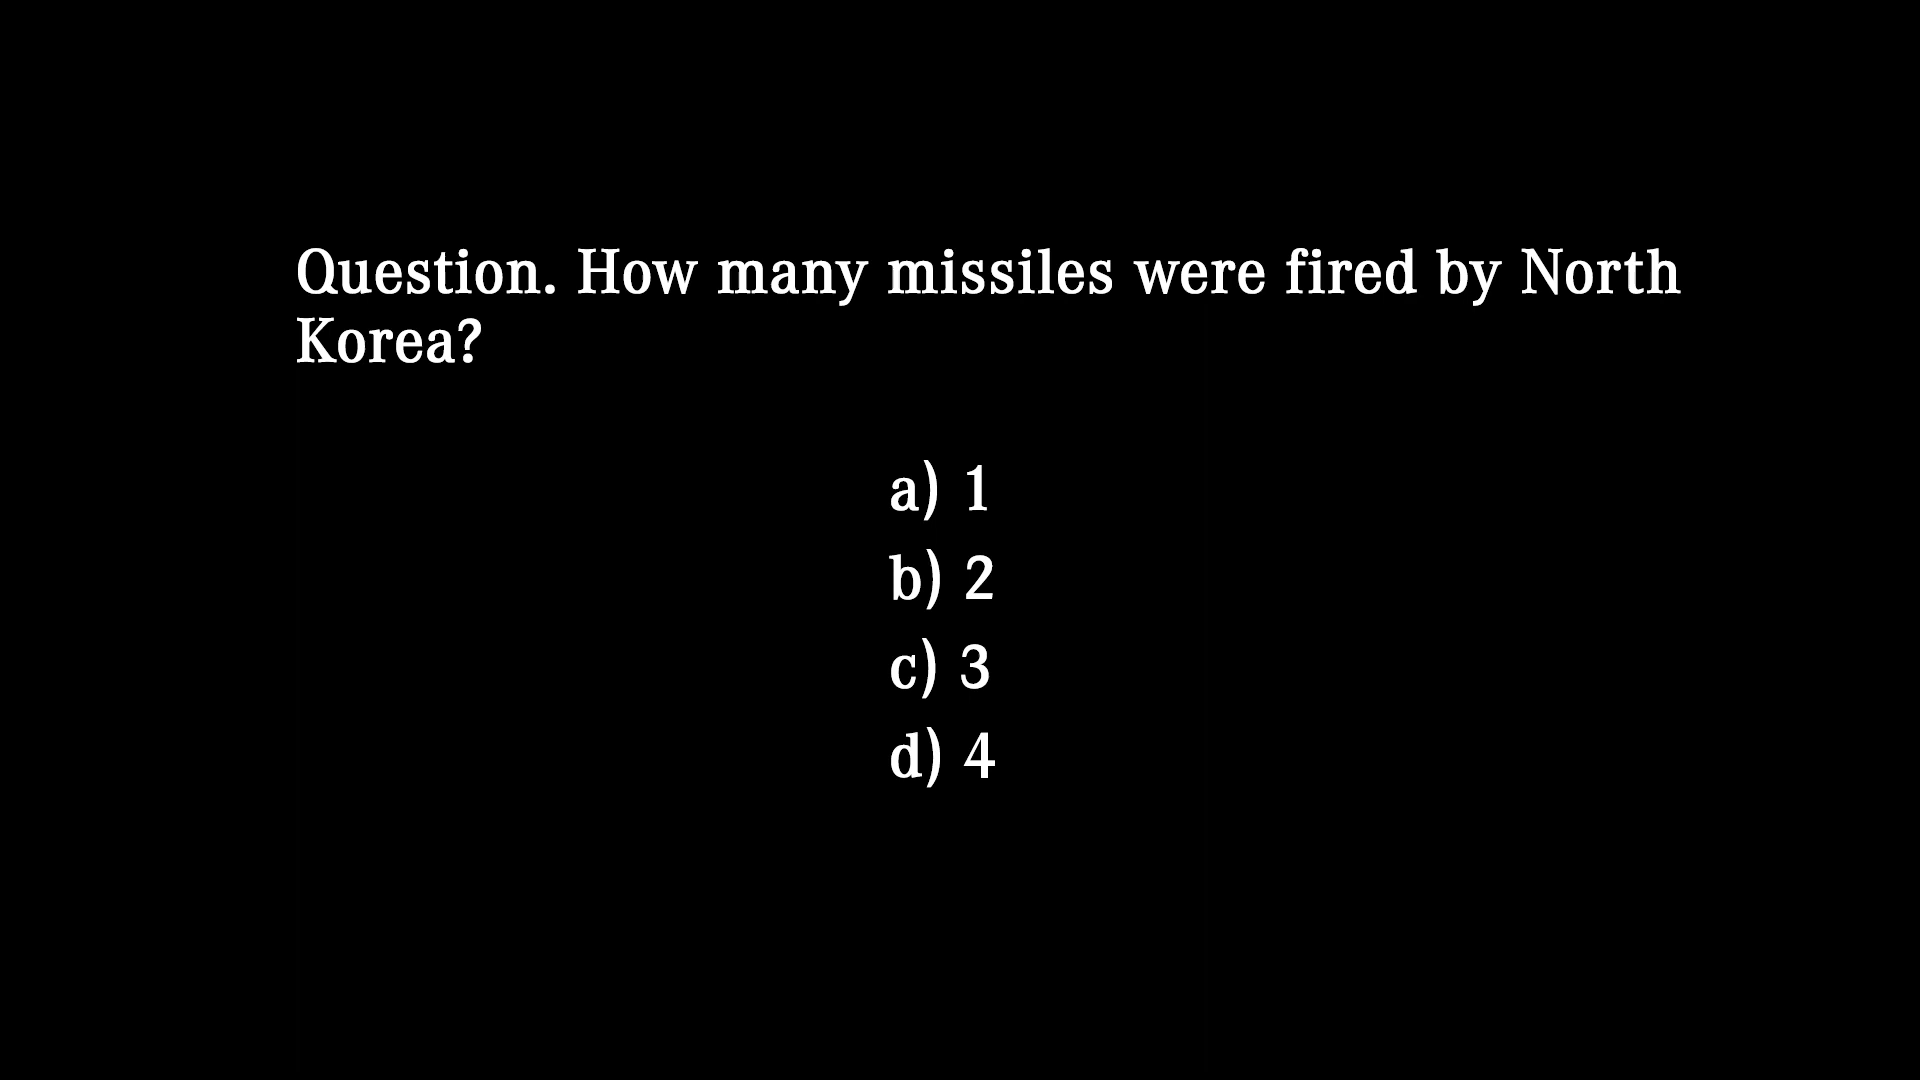 Question. How many missiles were fired by North
Korea?
a) 1
b) 2
c) 3
d) 4